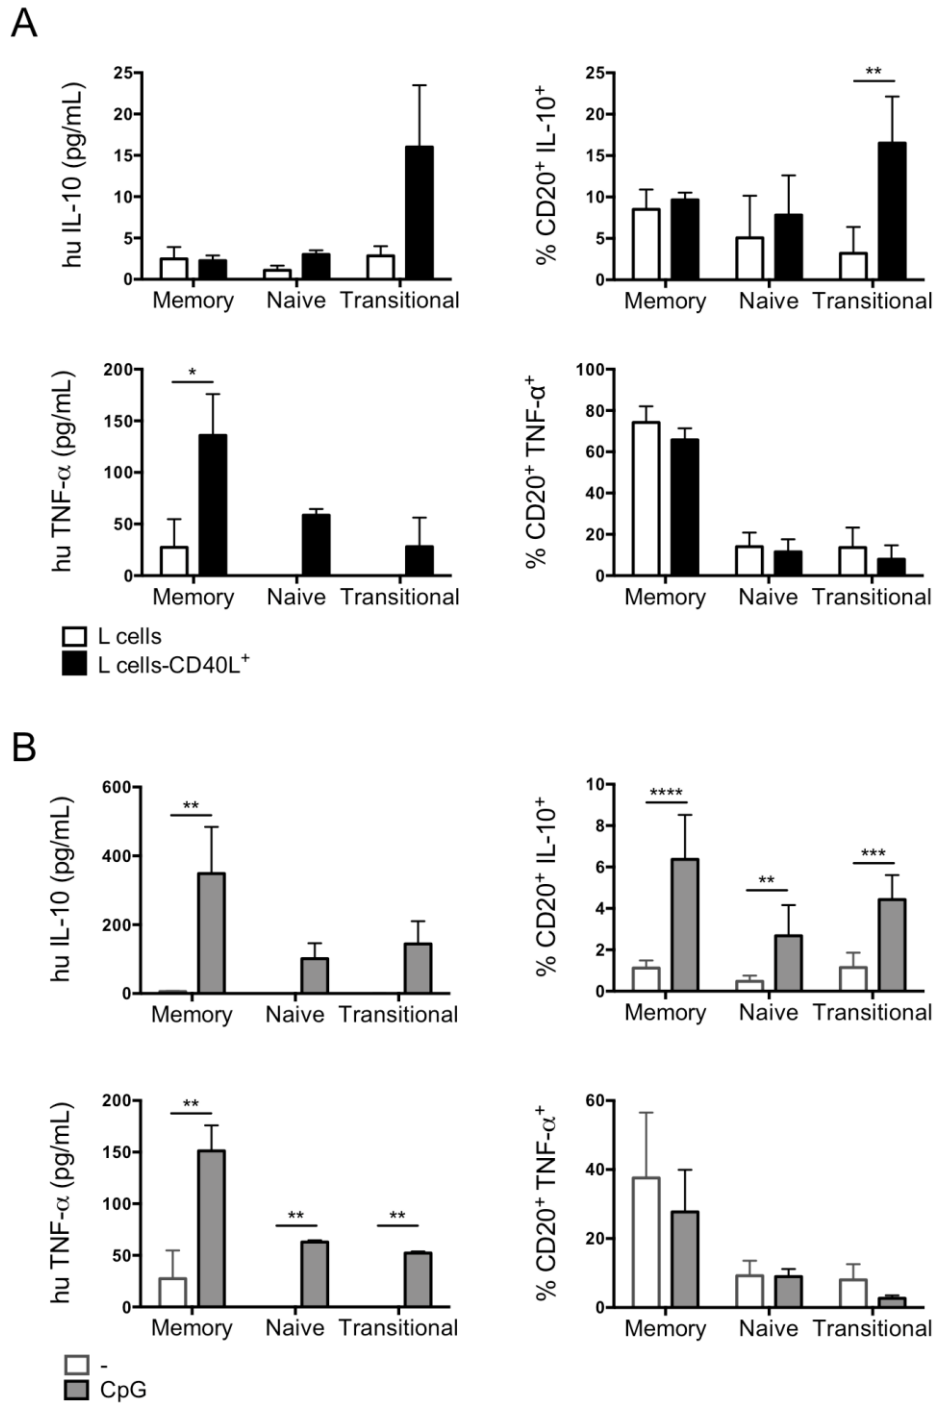 A
hu IL-10 (pg/mL)
25
20
15
10
5
0
Memory Naive Transitional
% CD20+ IL-10+
25
20
15
10
5
0
**
Memory Naive Transitional
hu TNF-α (pg/mL)
200
150
100
50
0
*
Memory Naive Transitional
% CD20+ TNF-α+
100
80
60
40
20
0
Memory Naive Transitional
L cells
L cells-CD40L+
B
hu IL-10 (pg/mL)
600
400
200
0
**
Memory Naive Transitional
% CD20+ IL-10+
10
8
6
4
2
0
****
**
***
Memory Naive Transitional
hu TNF-α (pg/mL)
200
150
100
50
0
**
**
**
Memory Naive Transitional
% CD20+ TNF-α+
60
40
20
0
Memory Naive Transitional
-
CpG